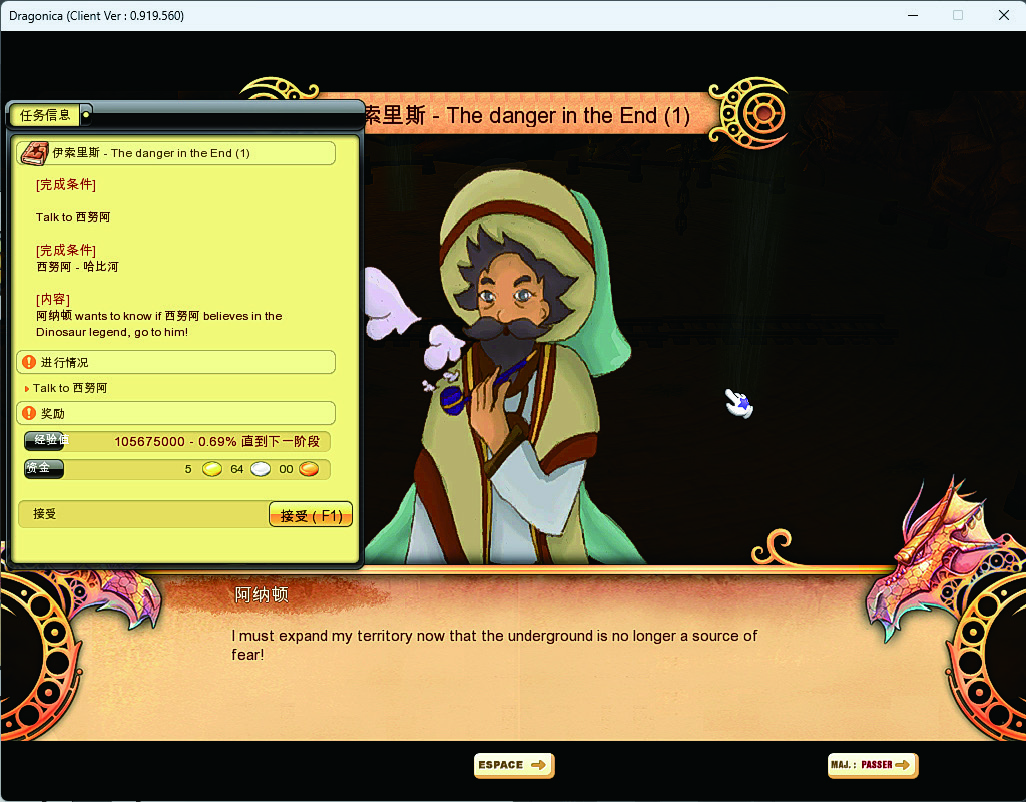 Dragonica (Client Ver : 0.919.560)
索里斯 - The danger in the End (1)
任务信息
伊索里斯 - The danger in the End (1)
[完成条件]
Talk to 西努阿
[完成条件]
西努阿 - 哈比河
[内容]
阿纳顿 wants to know if 西努阿 believes in the
Dinosaur legend, go to him!
进行情况
Talk to 西努阿
奖励
经验值 105675000 - 0.69% 直到下一阶段
资金 5 64 00
接受 接受 ( F1)
阿纳顿
I must expand my territory now that the underground is no longer a source of
fear!
ESPACE
MAJ. : PASSER